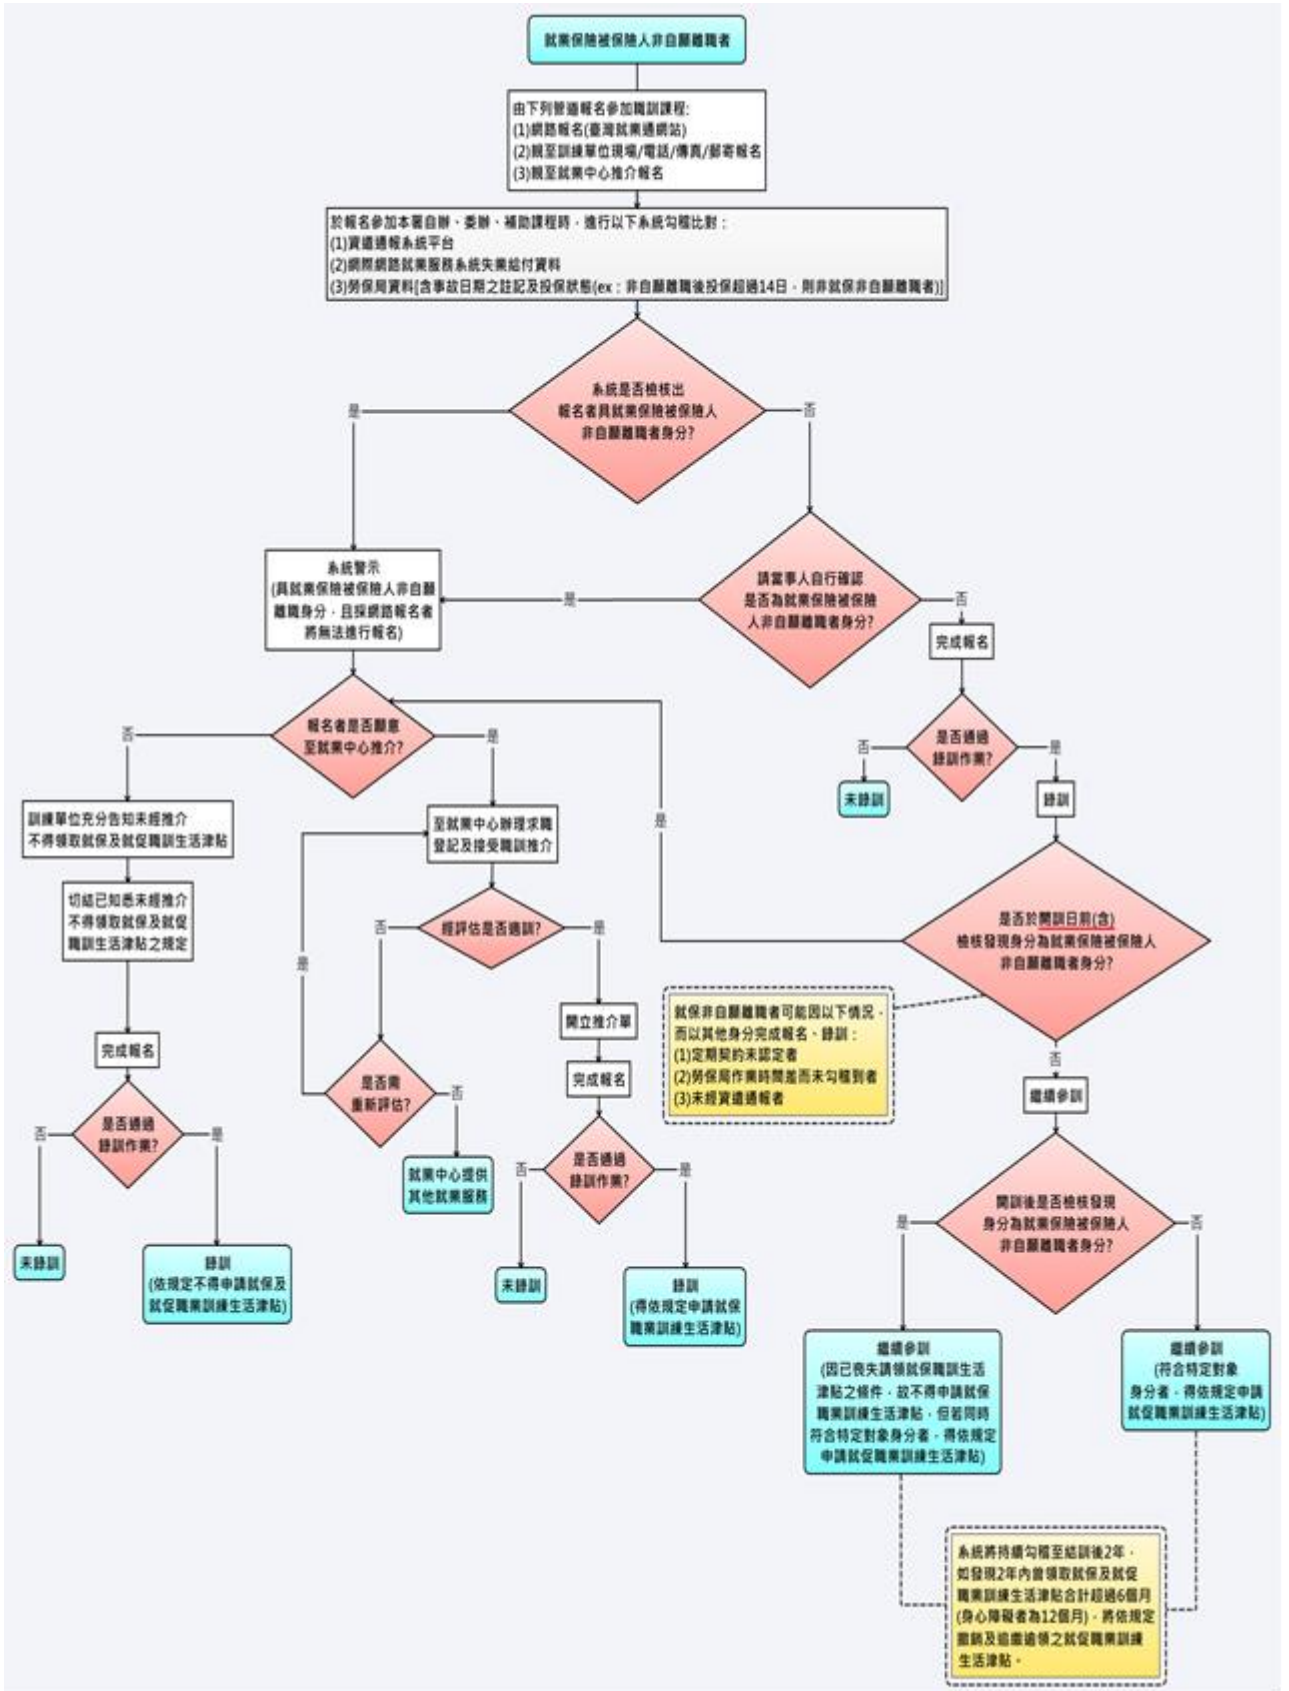 就業保險被保險人非自願離職者
由下列管道報名參加職訓課程:
(1)網路報名(臺灣就業通網站)
(2)親至訓練單位現場/電話/傳真/郵寄報名
(3)親至就業中心推介報名
於報名參加本署自辦、委辦、補助課程時，進行以下系統勾稽比對：
(1)資遣通報系統平台
(2)網際網路就業服務系統失業給付資料
(3)勞保局資料[含事故日期之註記及投保狀態(ex：非自願離職後投保超過14日，則非就保非自願離職者)]
系統是否檢核出
報名者具就業保險被保險人
非自願離職者身分?
是
否
系統警示
(具就業保險被保險人非自願
離職身分，且採網路報名者
將無法進行報名)
是
請當事人自行確認
是否為就業保險被保險
人非自願離職者身分?
否
完成報名
報名者是否願意
至就業中心推介?
否
是
是否通過
錄訓作業?
否
是
未錄訓
錄訓
訓練單位充分告知未經推介
不得領取就保及就促職訓生活津貼
至就業中心辦理求職
登記及接受職訓推介
是
切結已知悉未經推介
不得領取就保及就促
職訓生活津貼之規定
經評估是否適訓?
否
是
是
是否於開訓日前(含)
檢核發現身分為就業保險被保險人
非自願離職者身分?
就保非自願離職者可能因以下情況，
而以其他身分完成報名、錄訓：
(1)定期契約未認定者
(2)勞保局作業時間差而未勾稽到者
(3)未經資遣通報者
開立推介單
完成報名
完成報名
否
繼續參訓
是否需
重新評估?
否
是否通過
錄訓作業?
否
是
就業中心提供
其他就業服務
是否通過
錄訓作業?
否
是
開訓後是否檢核發現
身分為就業保險被保險人
非自願離職者身分?
是
否
未錄訓
錄訓
(依規定不得申請就保及
就促職業訓練生活津貼)
未錄訓
錄訓
(得依規定申請就保
職業訓練生活津貼)
繼續參訓
(因已喪失請領就保職訓生活
津貼之條件，故不得申請就保
職業訓練生活津貼，但若同時
符合特定對象身分者，得依規定
申請就促職業訓練生活津貼)
繼續參訓
(符合特定對象
身分者，得依規定申請
就促職業訓練生活津貼)
系統將持續勾稽至結訓後2年，
如發現2年內曾領取就保及就促
職業訓練生活津貼合計超過6個月
(身心障礙者為12個月)，將依規定
撤銷及追繳逾領之就促職業訓練
生活津貼。